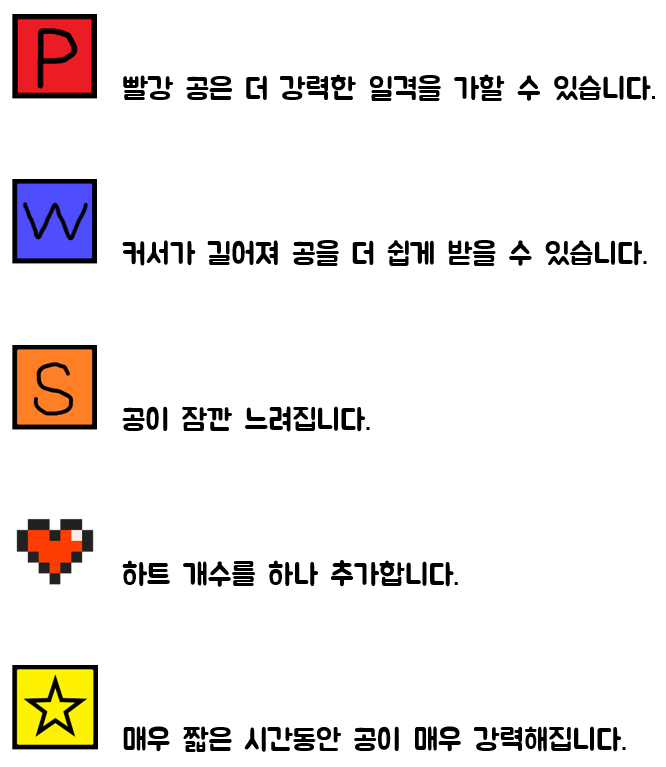 P
빨강 공은 더 강력한 일격을 가할 수 있습니다.
W
커서가 길어져 공을 더 쉽게 받을 수 있습니다.
S
공이 잠깐 느려집니다.
하트 개수를 하나 추가합니다.
매우 짧은 시간동안 공이 매우 강력해집니다.